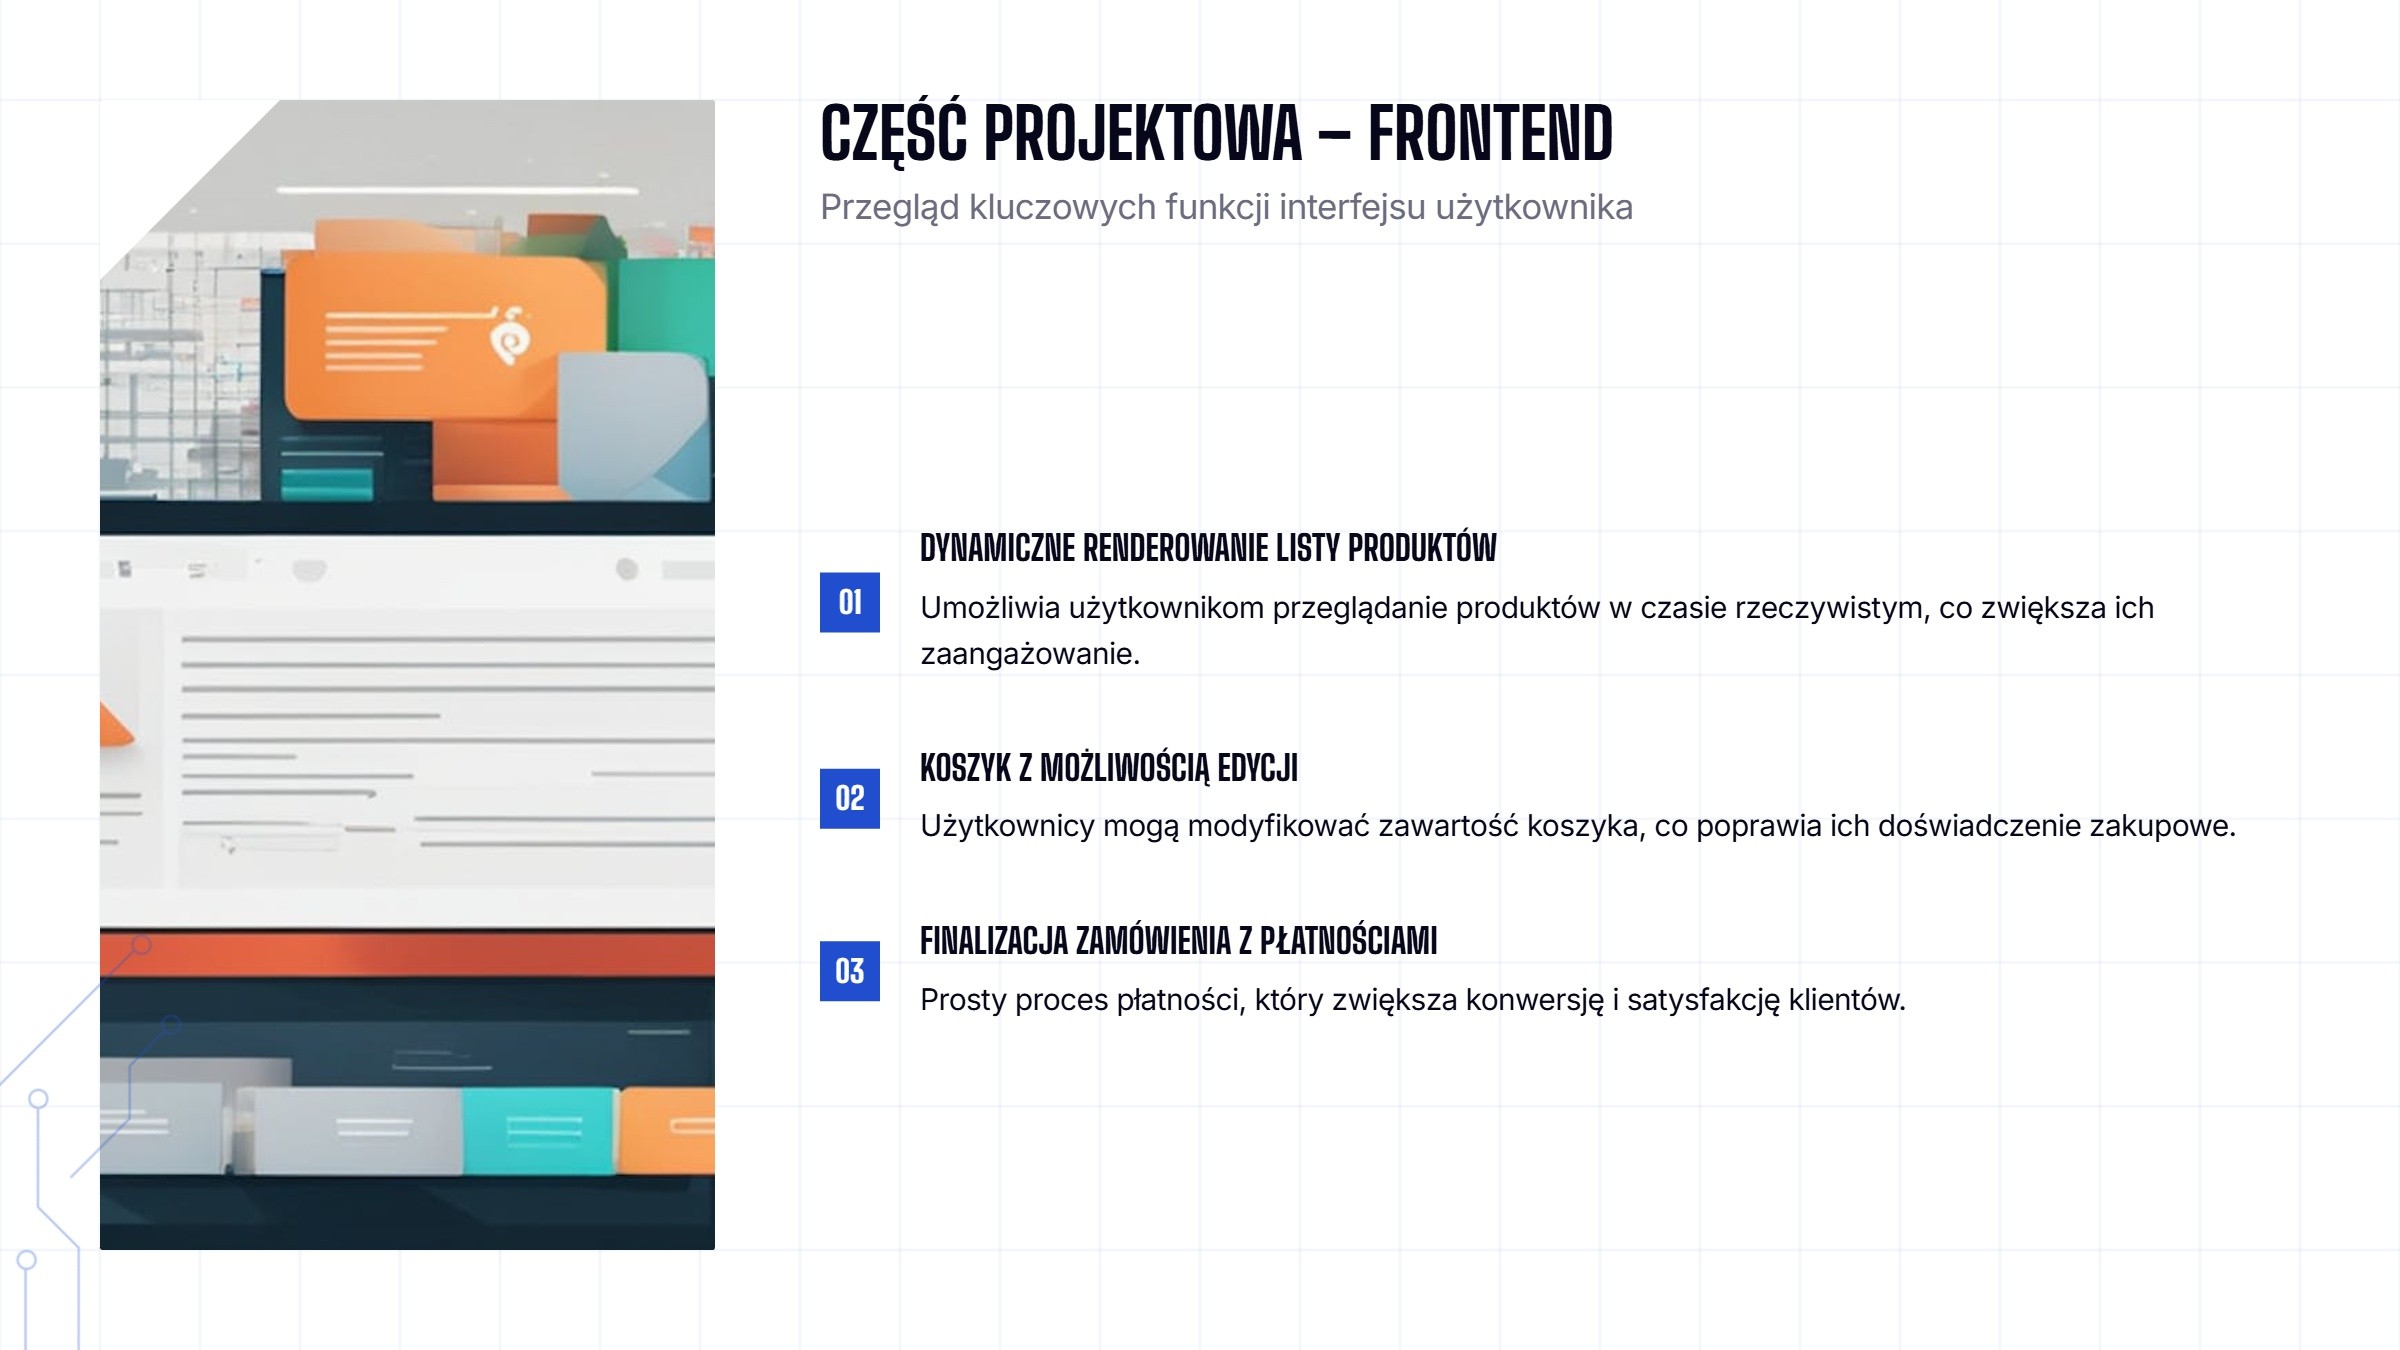 CZĘŚĆ PROJEKTOWA – FRONTEND
Przegląd kluczowych funkcji interfejsu użytkownika
DYNAMICZNE RENDEROWANIE LISTY PRODUKTÓW
01
Umożliwia użytkownikom przeglądanie produktów w czasie rzeczywistym, co zwiększa ich
zaangażowanie.
KOSZYK Z MOŻLIWOŚCIĄ EDYCJI
02
Użytkownicy mogą modyfikować zawartość koszyka, co poprawia ich doświadczenie zakupowe.
FINALIZACJA ZAMÓWIENIA Z PŁATNOŚCIAMI
03
Prosty proces płatności, który zwiększa konwersję i satysfakcję klientów.